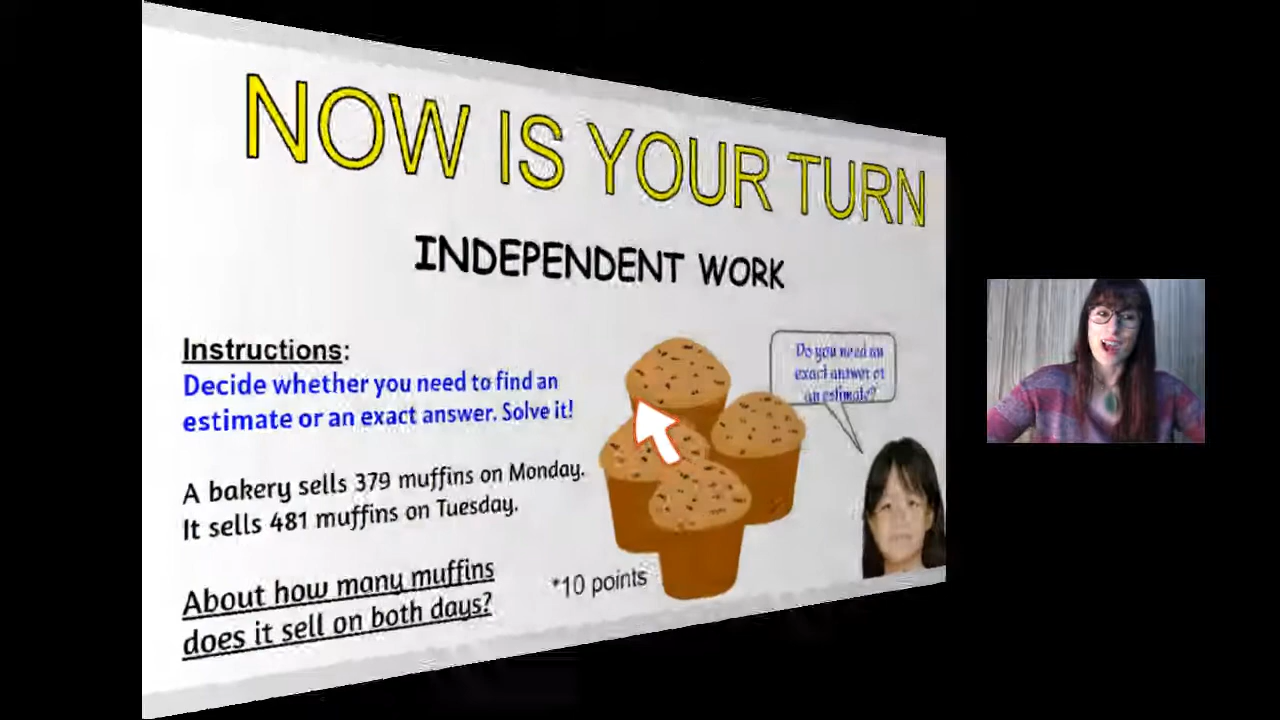 NOW IS YOUR TURN
INDEPENDENT WORK
Instructions:
Decide whether you need to find an
estimate or an exact answer. Solve it!
Do you need an
exact answer or
an estimate?
A bakery sells 379 muffins on Monday.
It sells 481 muffins on Tuesday.
About how many muffins
does it sell on both days?
*10 points